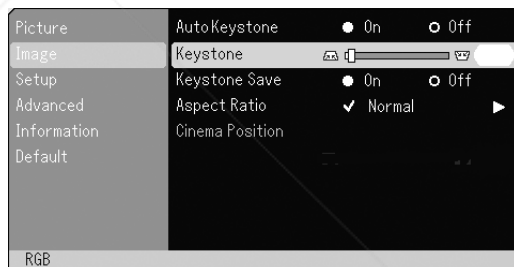 Picture
Image
Setup
Advanced
Information
Default
Auto Keystone On Off
Keystone
Keystone Save On Off
Aspect Ratio Normal
Cinema Position
RGB